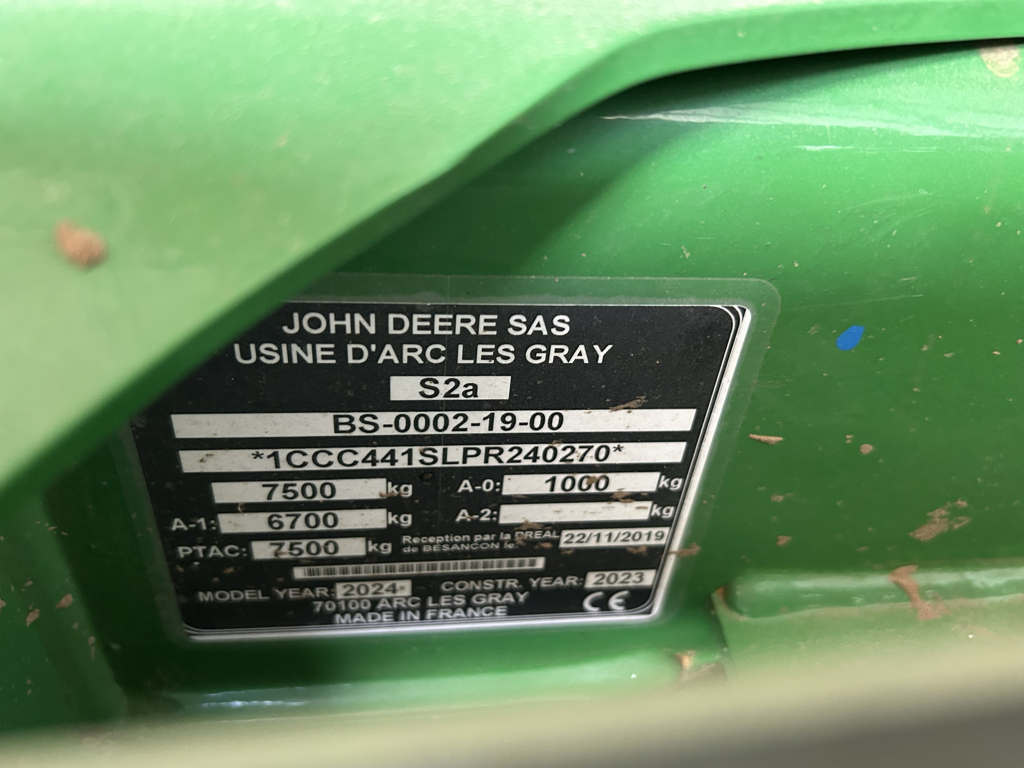 JOHN DEERE SAS
USINE D'ARC LES GRAY
S2a
BS-0002-19-00
*1CCC441SLPR240270*
7500 kg A-0: 1000 kg
A-1: 6700 kg A-2: kg
PTAC: 7500 kg Reception par la DREAL de BESANCON le: 22/11/2019
MODEL YEAR: 2024 CONSTR. YEAR: 2023
70100 ARC LES GRAY
MADE IN FRANCE
CE